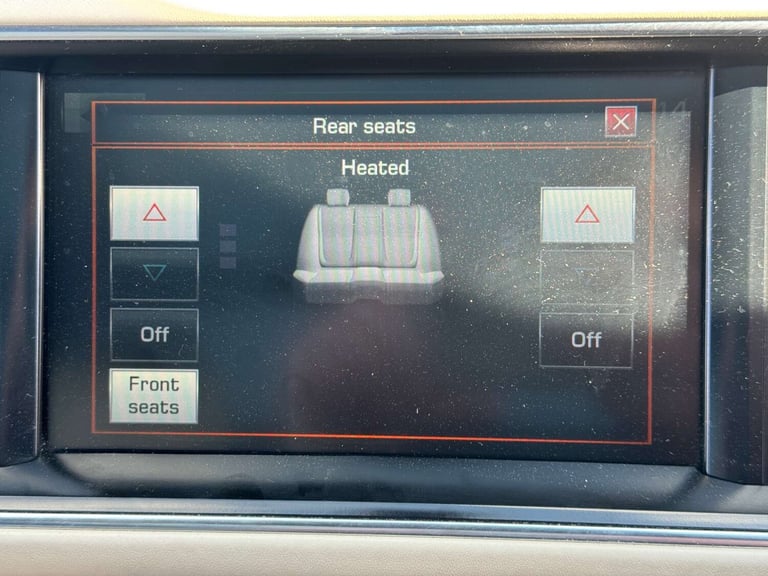 Rear seats
Heated
Off
Off
Front
seats